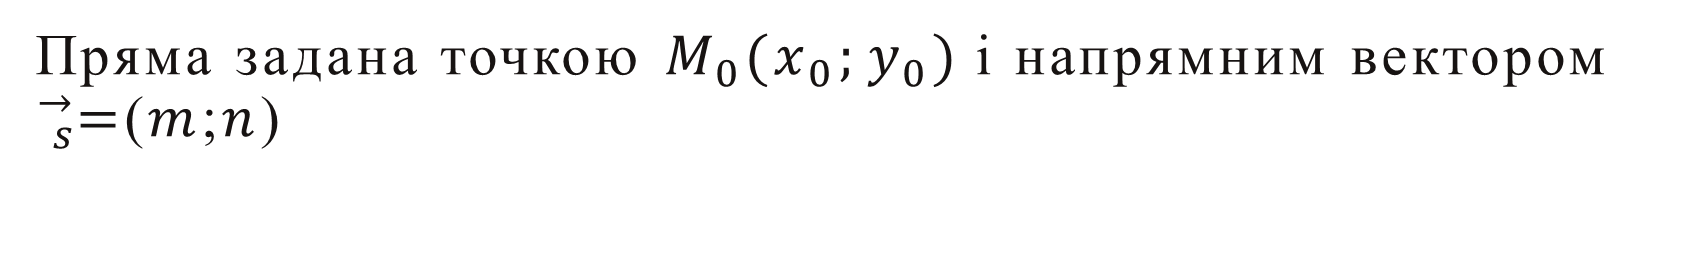 Пряма задана точкою M₀(x₀; y₀) і напрямним вектором
→s=(m;n)